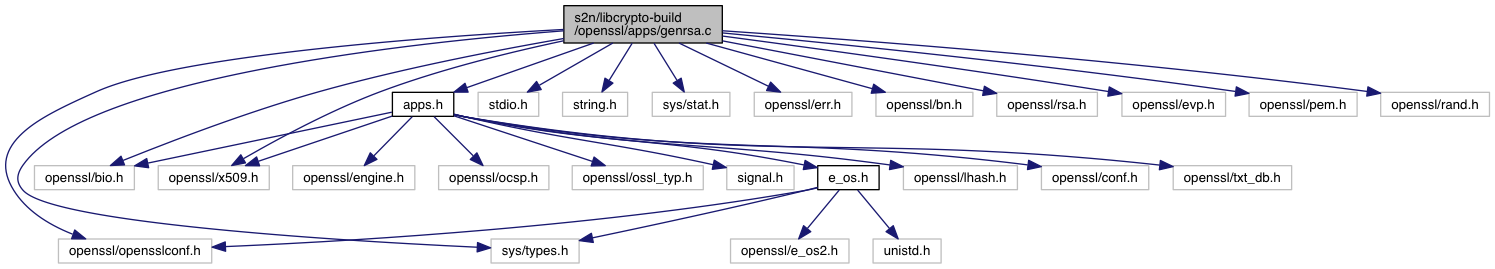 s2n/libcrypto-build
/openssl/apps/genrsa.c
apps.h
stdio.h
string.h
sys/stat.h
openssl/err.h
openssl/bn.h
openssl/rsa.h
openssl/evp.h
openssl/pem.h
openssl/rand.h
openssl/bio.h
openssl/x509.h
openssl/engine.h
openssl/ocsp.h
openssl/ossl_typ.h
signal.h
e_os.h
openssl/lhash.h
openssl/conf.h
openssl/txt_db.h
openssl/opensslconf.h
sys/types.h
openssl/e_os2.h
unistd.h